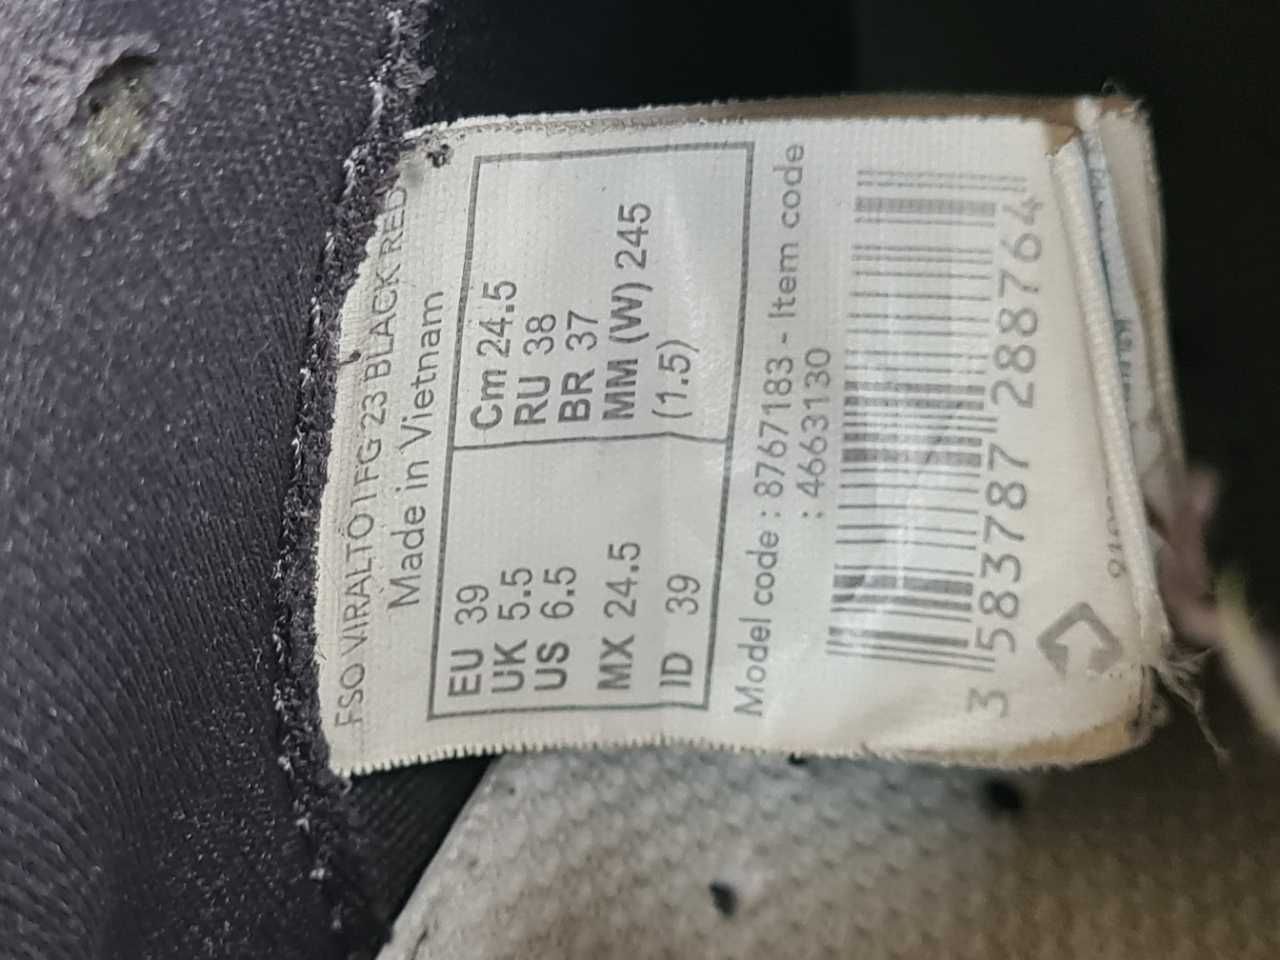 FSO VIRALTO I FG 23 BLACK RED
Made in Vietnam
EU 39 Cm 24.5
UK 5.5 RU 38
US 6.5 BR 37
MX 24.5 MM (W) 245
ID 39 (1.5)
Model code : 8767183 - Item code
: 4663130
3 583787 288764